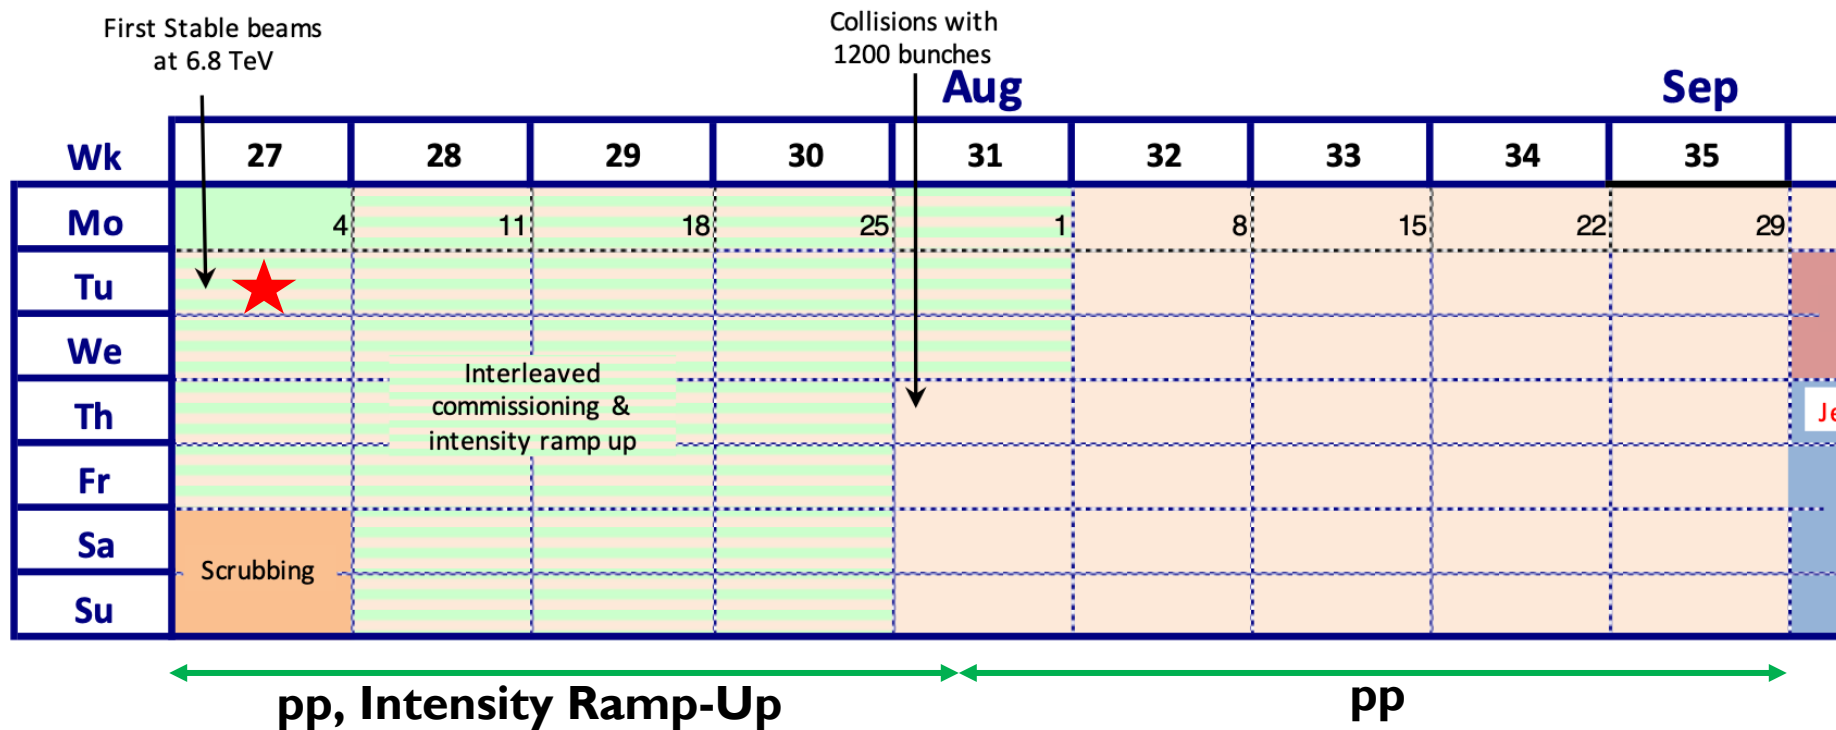 First Stable beams
at 6.8 TeV
Collisions with
1200 bunches
Aug
Sep
Wk 27 28 29 30 31 32 33 34 35
Mo 4 11 18 25 1 8 15 22 29
Tu
We
Interleaved
commissioning &
intensity ramp up
Th
Je
Fr
Sa
Scrubbing
Su
pp, Intensity Ramp-Up
pp